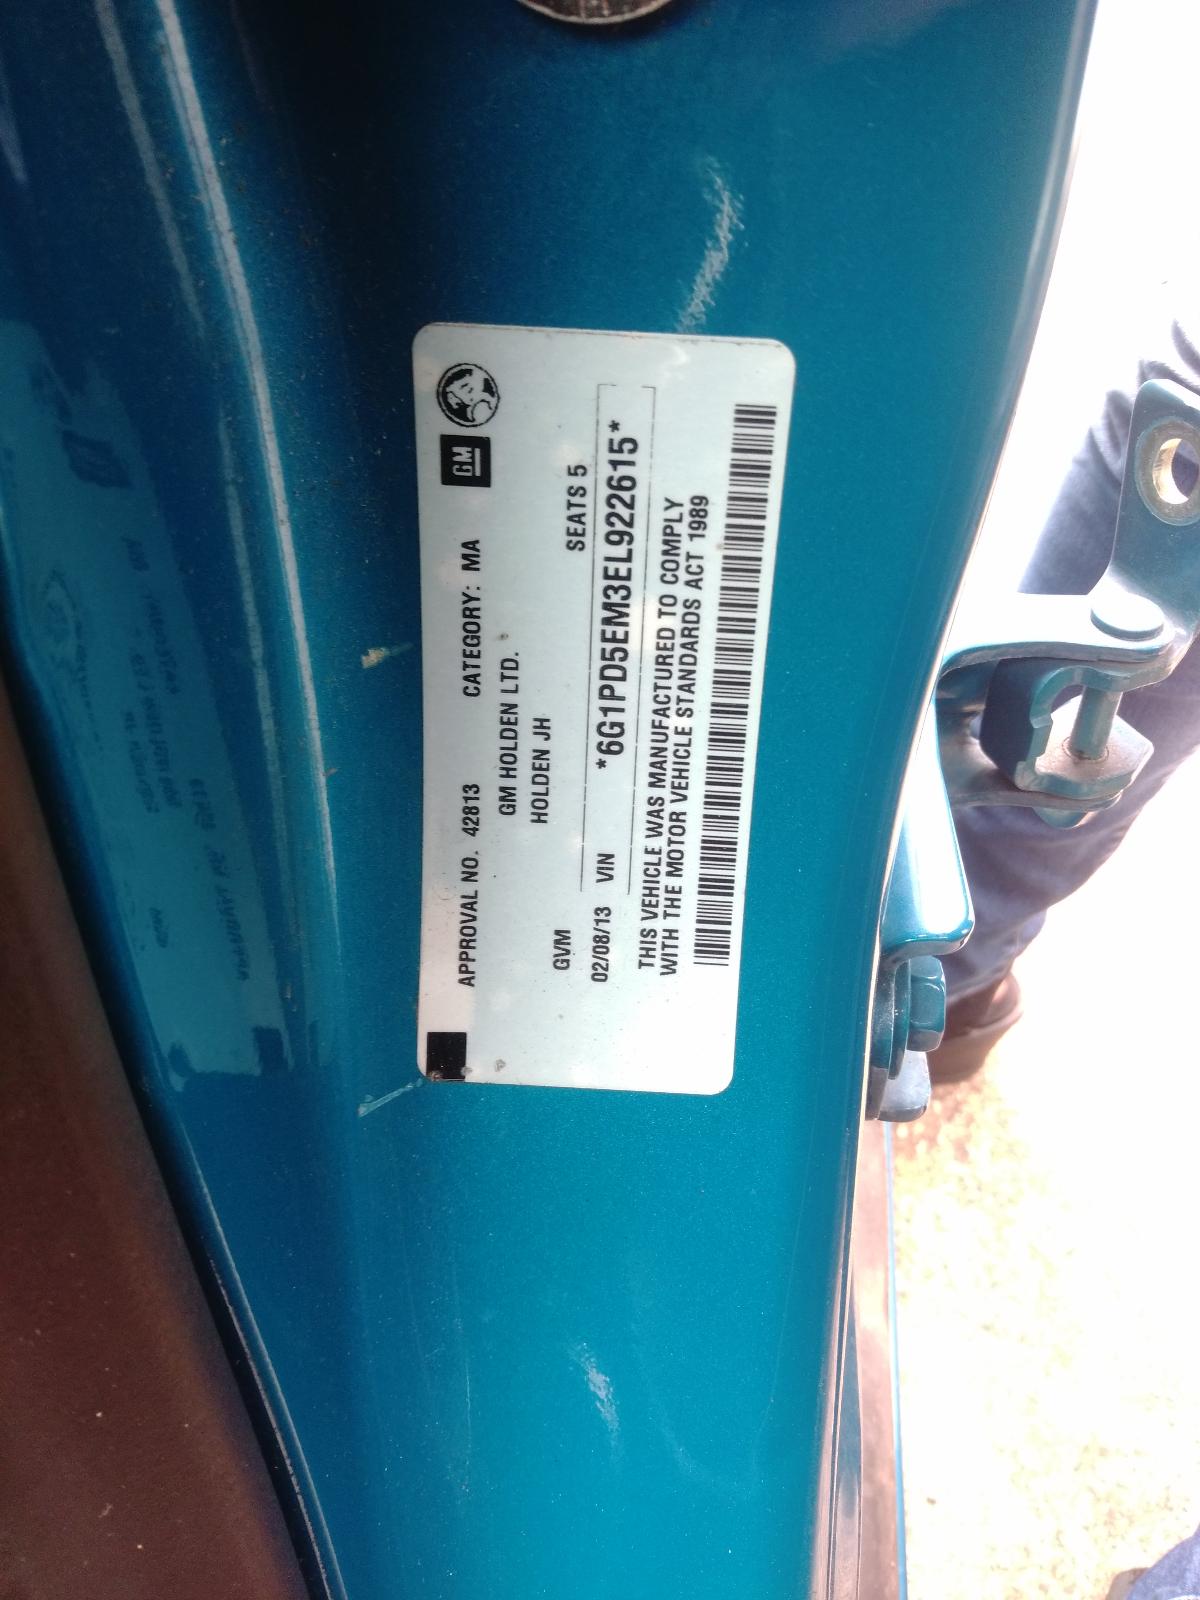 GM
APPROVAL NO. 42813 CATEGORY: MA
GM HOLDEN LTD.
HOLDEN JH
GVM SEATS 5
02/08/13 VIN *6G1PD5EM3EL922615*
THIS VEHICLE WAS MANUFACTURED TO COMPLY
WITH THE MOTOR VEHICLE STANDARDS ACT 1989